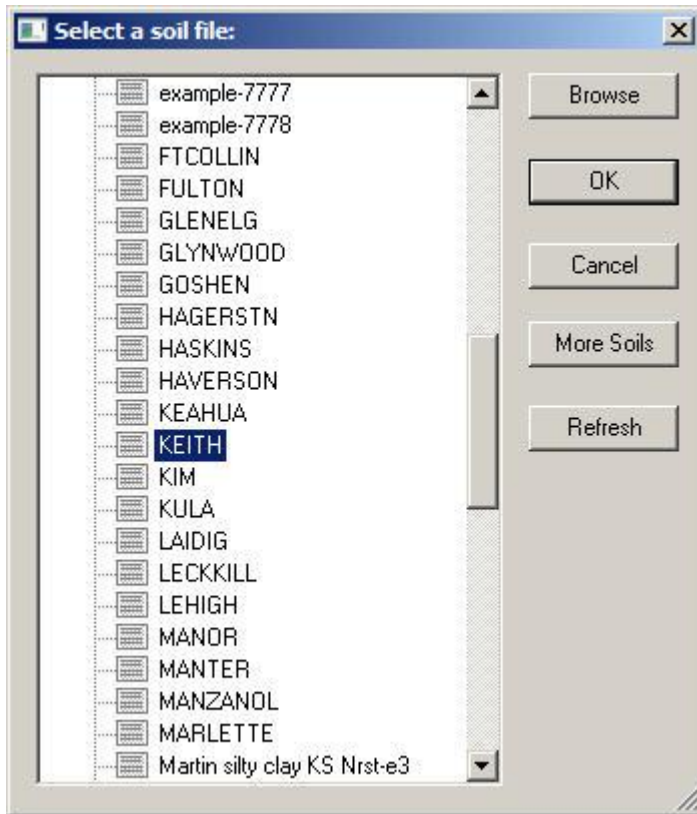 Select a soil file:
example-7777
example-7778
FTCOLLIN
FULTON
GLENELG
GLYNWOOD
GOSHEN
HAGERSTN
HASKINS
HAVERSON
KEAHUA
KEITH
KIM
KULA
LAIDIG
LECKKILL
LEHIGH
MANOR
MANTER
MANZANOL
MARLETTE
Martin silty clay KS Nrst-e3
Browse
OK
Cancel
More Soils
Refresh